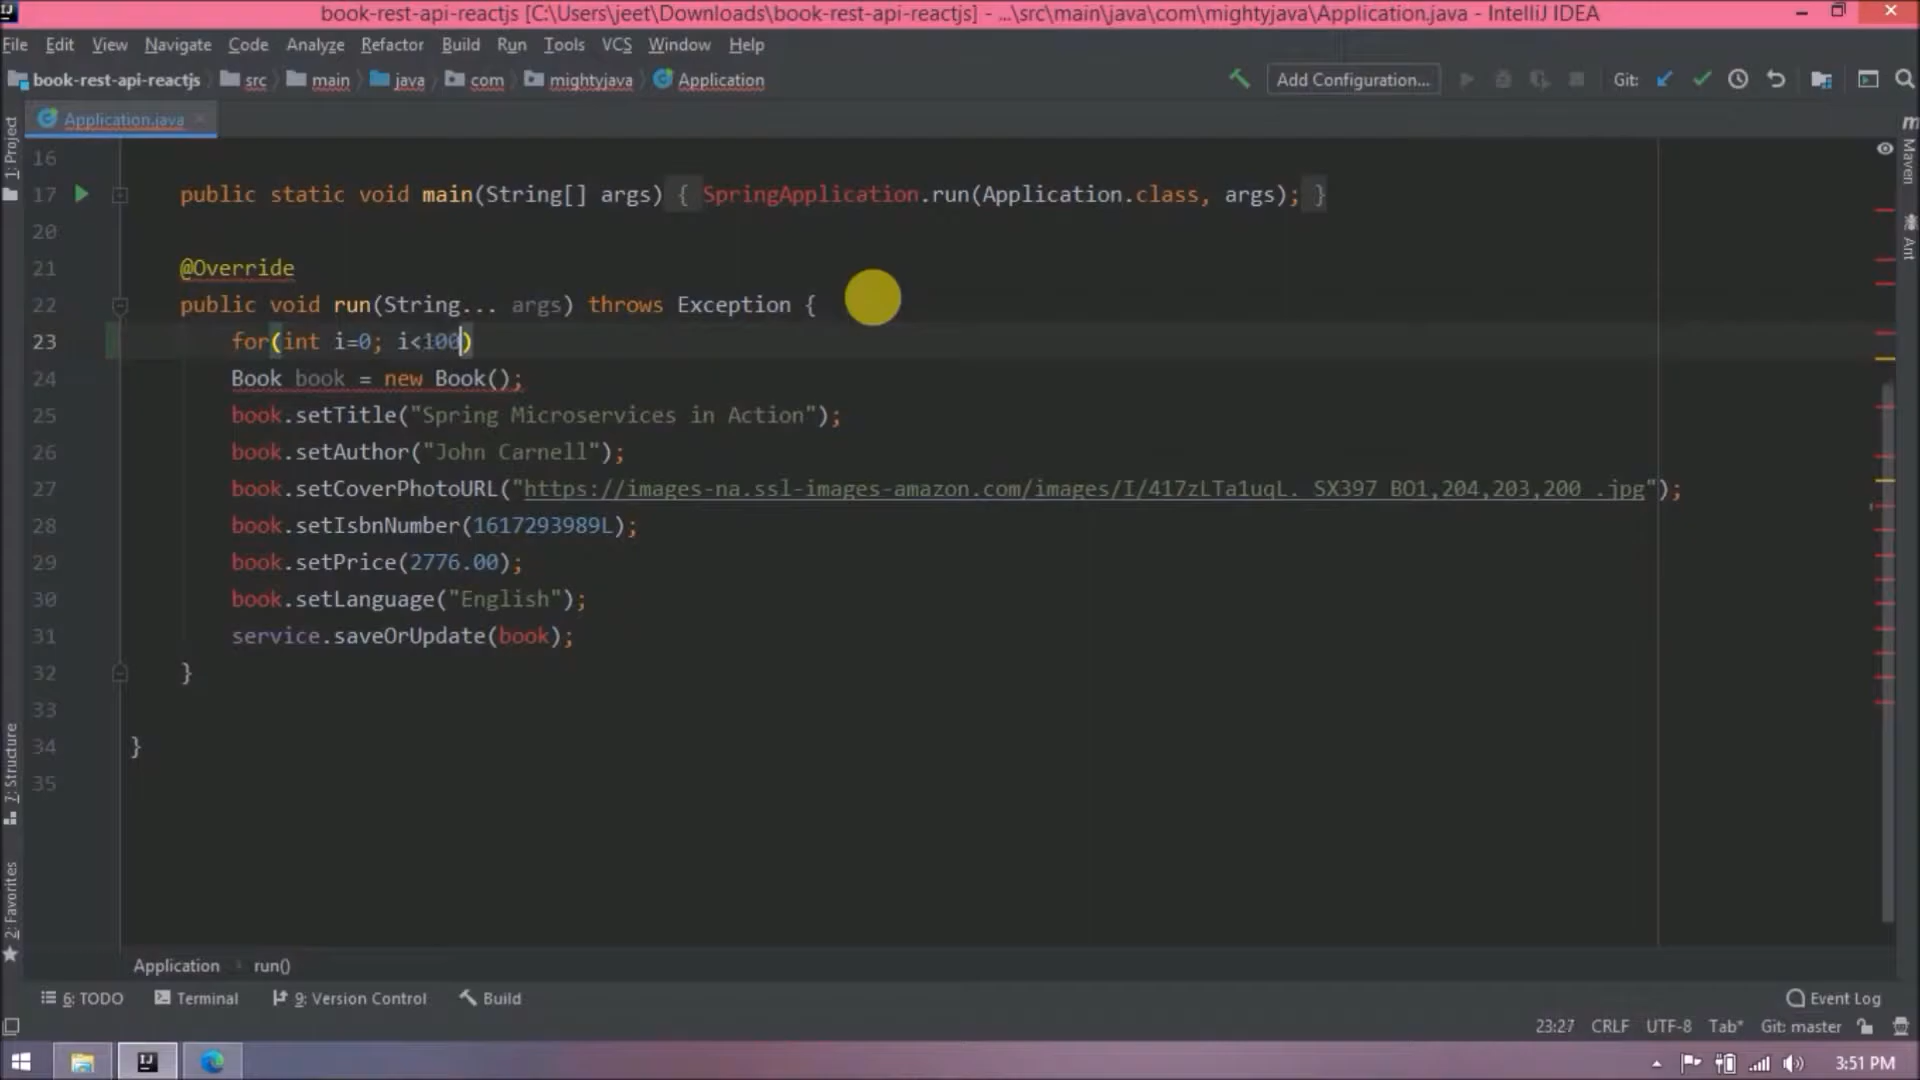 book-rest-api-reactjs [C:\Users\jeet\Downloads\book-rest-api-reactjs] - ...\src\main\java\com\mightyjava\Application.java - IntelliJ IDEA
File Edit View Navigate Code Analyze Refactor Build Run Tools VCS Window Help
book-rest-api-reactjs src main java com mightyjava Application Add Configuration... Git:
Application.java
1: Project
Maven
Ant
16
17 public static void main(String[] args) { SpringApplication.run(Application.class, args); }
20
21 @Override
22 public void run(String... args) throws Exception {
23 for(int i=0; i<100)
24 Book book = new Book();
25 book.setTitle("Spring Microservices in Action");
26 book.setAuthor("John Carnell");
27 book.setCoverPhotoURL("https://images-na.ssl-images-amazon.com/images/I/417zLTa1uqL._SX397_BO1,204,203,200_.jpg");
28 book.setIsbnNumber(1617293989L);
29 book.setPrice(2776.00);
30 book.setLanguage("English");
31 service.saveOrUpdate(book);
32 }
33
34 }
35
7: Structure
2: Favorites
Application run()
6: TODO Terminal 9: Version Control Build Event Log
23:27 CRLF UTF-8 Tab* Git: master
3:51 PM